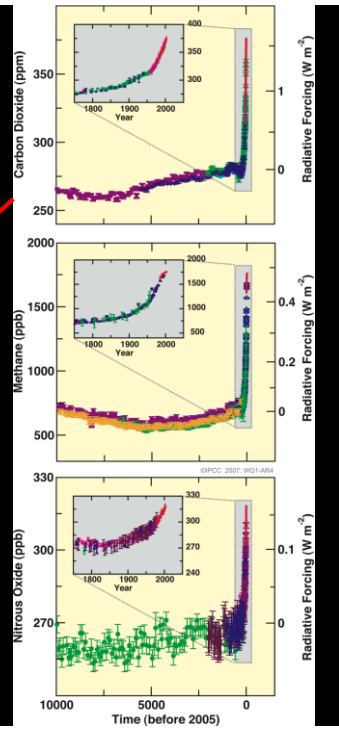 Carbon Dioxide (ppm)
350
300
250
400
350
300
1800 1900 2000
Year
1
0
Radiative Forcing (W m⁻²)
Methane (ppb)
2000
1500
1000
500
2000
1500
1000
500
1800 1900 2000
Year
0.4
0.2
0
Radiative Forcing (W m⁻²)
©IPCC 2007: WG1-AR4
Nitrous Oxide (ppb)
330
300
270
330
300
270
240
1800 1900 2000
Year
0.1
0
Radiative Forcing (W m⁻²)
10000 5000 0
Time (before 2005)